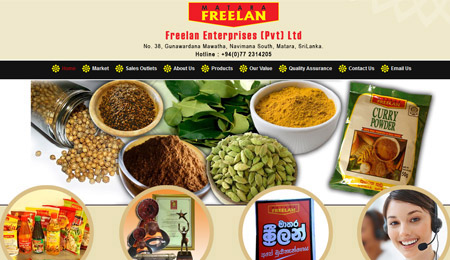 MATARA
FREELAN
Freelan Enterprises (Pvt) Ltd
No. 38, Gunawardana Mawatha, Navimana South, Matara, SriLanka.
Hotline : +94(0)77 2314205
Home Market Sales Outlets About Us Products Our Value Quality Assurance Contact Us Email Us
FREELAN
CURRY
POWDER
FREELAN
මාතර
ෆ්‍රීලන්